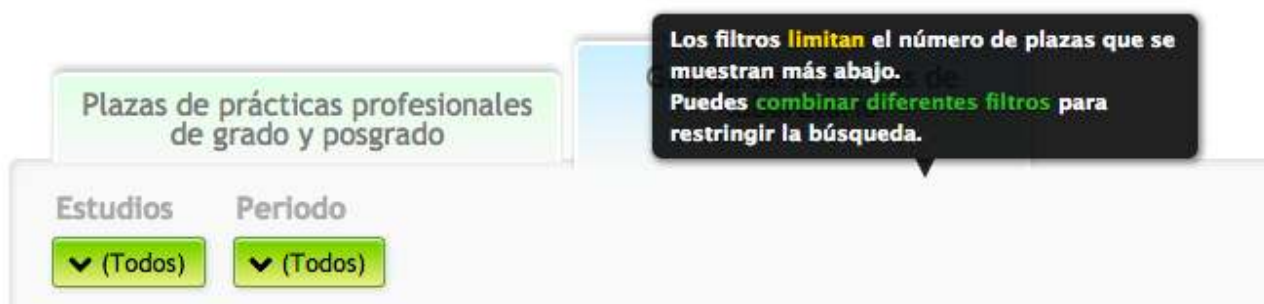 Los filtros limitan el número de plazas que se
muestran más abajo.
Puedes combinar diferentes filtros para
restringir la búsqueda.
Plazas de prácticas profesionales
de grado y posgrado
Estudios Periodo
(Todos) (Todos)